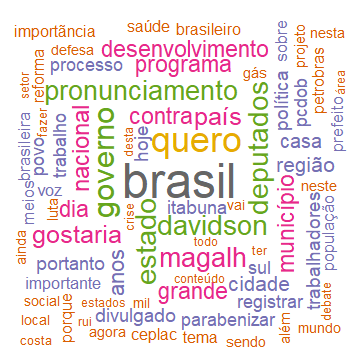 importância saúde brasileiro sobre projeto nesta
defesa desenvolvimento
setor reforma processo programa gás política petrobras área
pronunciamento pcdob prefeito
brasileira fazer povo trabalho nacional contra país deputados casa
governo desta hoje quero região
meios voz brasil neste
luta dia crise estado itabuna vai município trabalhadores população
gostaria davidson
todo
ainda portanto anos magalh ter sul
importante conteúdo cidade
grande registrar
social porque estados mil debate
local rui divulgado parabenizar além mundo
costa agora ceplac tema sendo